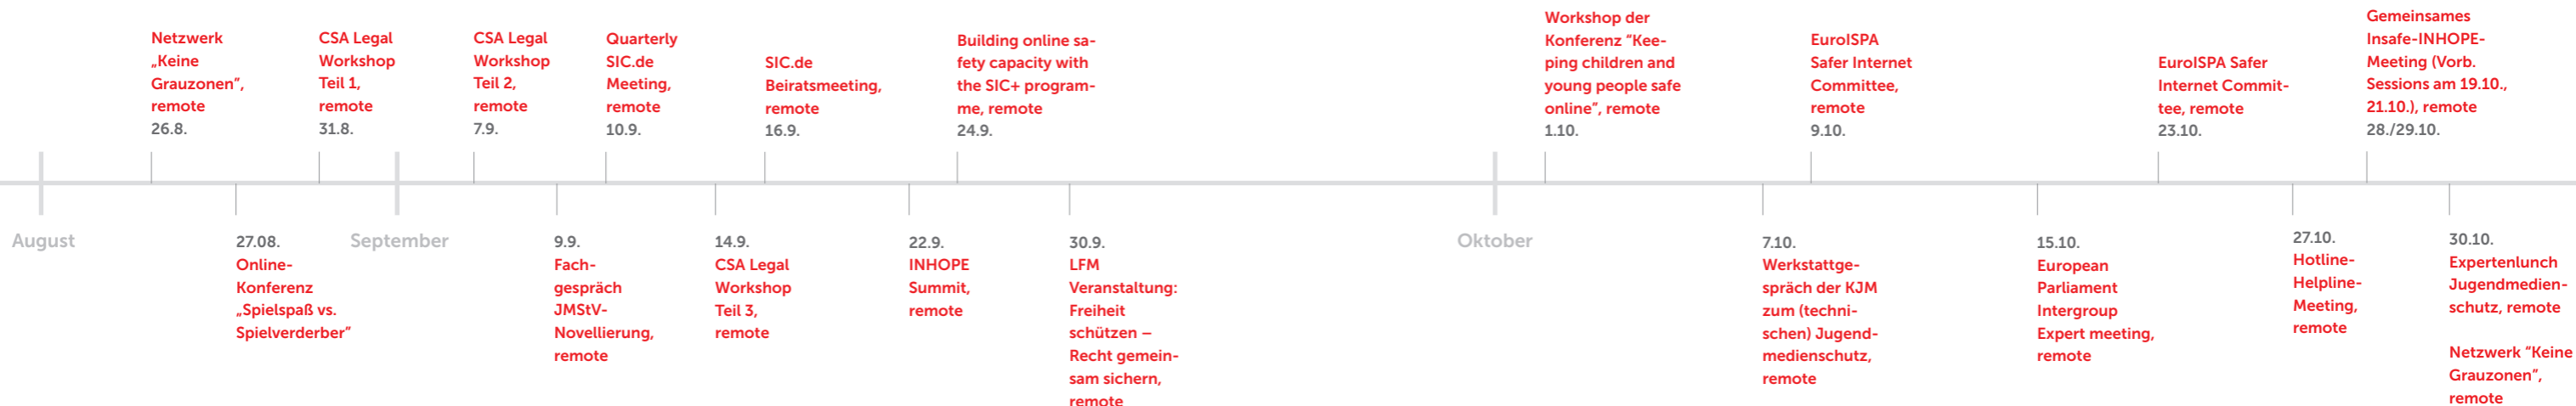 Netzwerk
„Keine
Grauzonen”,
remote
26.8.
CSA Legal
Workshop
Teil 1,
remote
31.8.
CSA Legal
Workshop
Teil 2,
remote
7.9.
Quarterly
SIC.de
Meeting,
remote
10.9.
SIC.de
Beiratsmeeting,
remote
16.9.
Building online sa-
fety capacity with
the SIC+ program-
me, remote
24.9.
Workshop der
Konferenz “Kee-
ping children and
young people safe
online”, remote
1.10.
EuroISPA
Safer Internet
Committee,
remote
9.10.
EuroISPA Safer
Internet Commit-
tee, remote
23.10.
Gemeinsames
Insafe-INHOPE-
Meeting (Vorb.
Sessions am 19.10.,
21.10.), remote
28./29.10.
August
27.08.
Online-
Konferenz
„Spielspaß vs.
Spielverderber”
September
9.9.
Fach-
gespräch
JMStV-
Novellierung,
remote
14.9.
CSA Legal
Workshop
Teil 3,
remote
22.9.
INHOPE
Summit,
remote
30.9.
LFM
Veranstaltung:
Freiheit
schützen –
Recht gemein-
sam sichern,
remote
Oktober
7.10.
Werkstattge-
spräch der KJM
zum (techni-
schen) Jugend-
medienschutz,
remote
15.10.
European
Parliament
Intergroup
Expert meeting,
remote
27.10.
Hotline-
Helpline-
Meeting,
remote
30.10.
Expertenlunch
Jugendmedien-
schutz, remote
Netzwerk “Keine
Grauzonen”,
remote